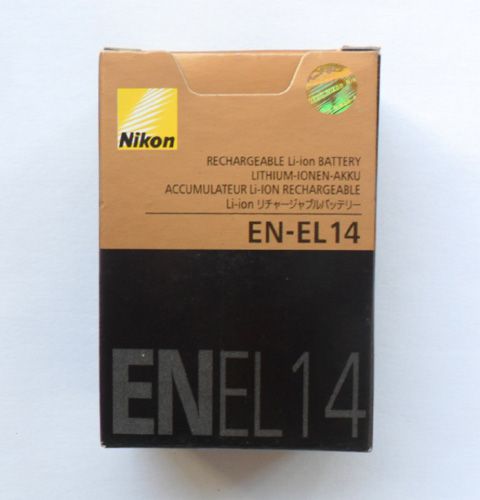 Nikon
RECHARGEABLE Li-ion BATTERY
LITHIUM-IONEN-AKKU
ACCUMULATEUR Li-ION RECHARGEABLE
Li-ion リチャージャブルバッテリー
EN-EL14
ENEL14